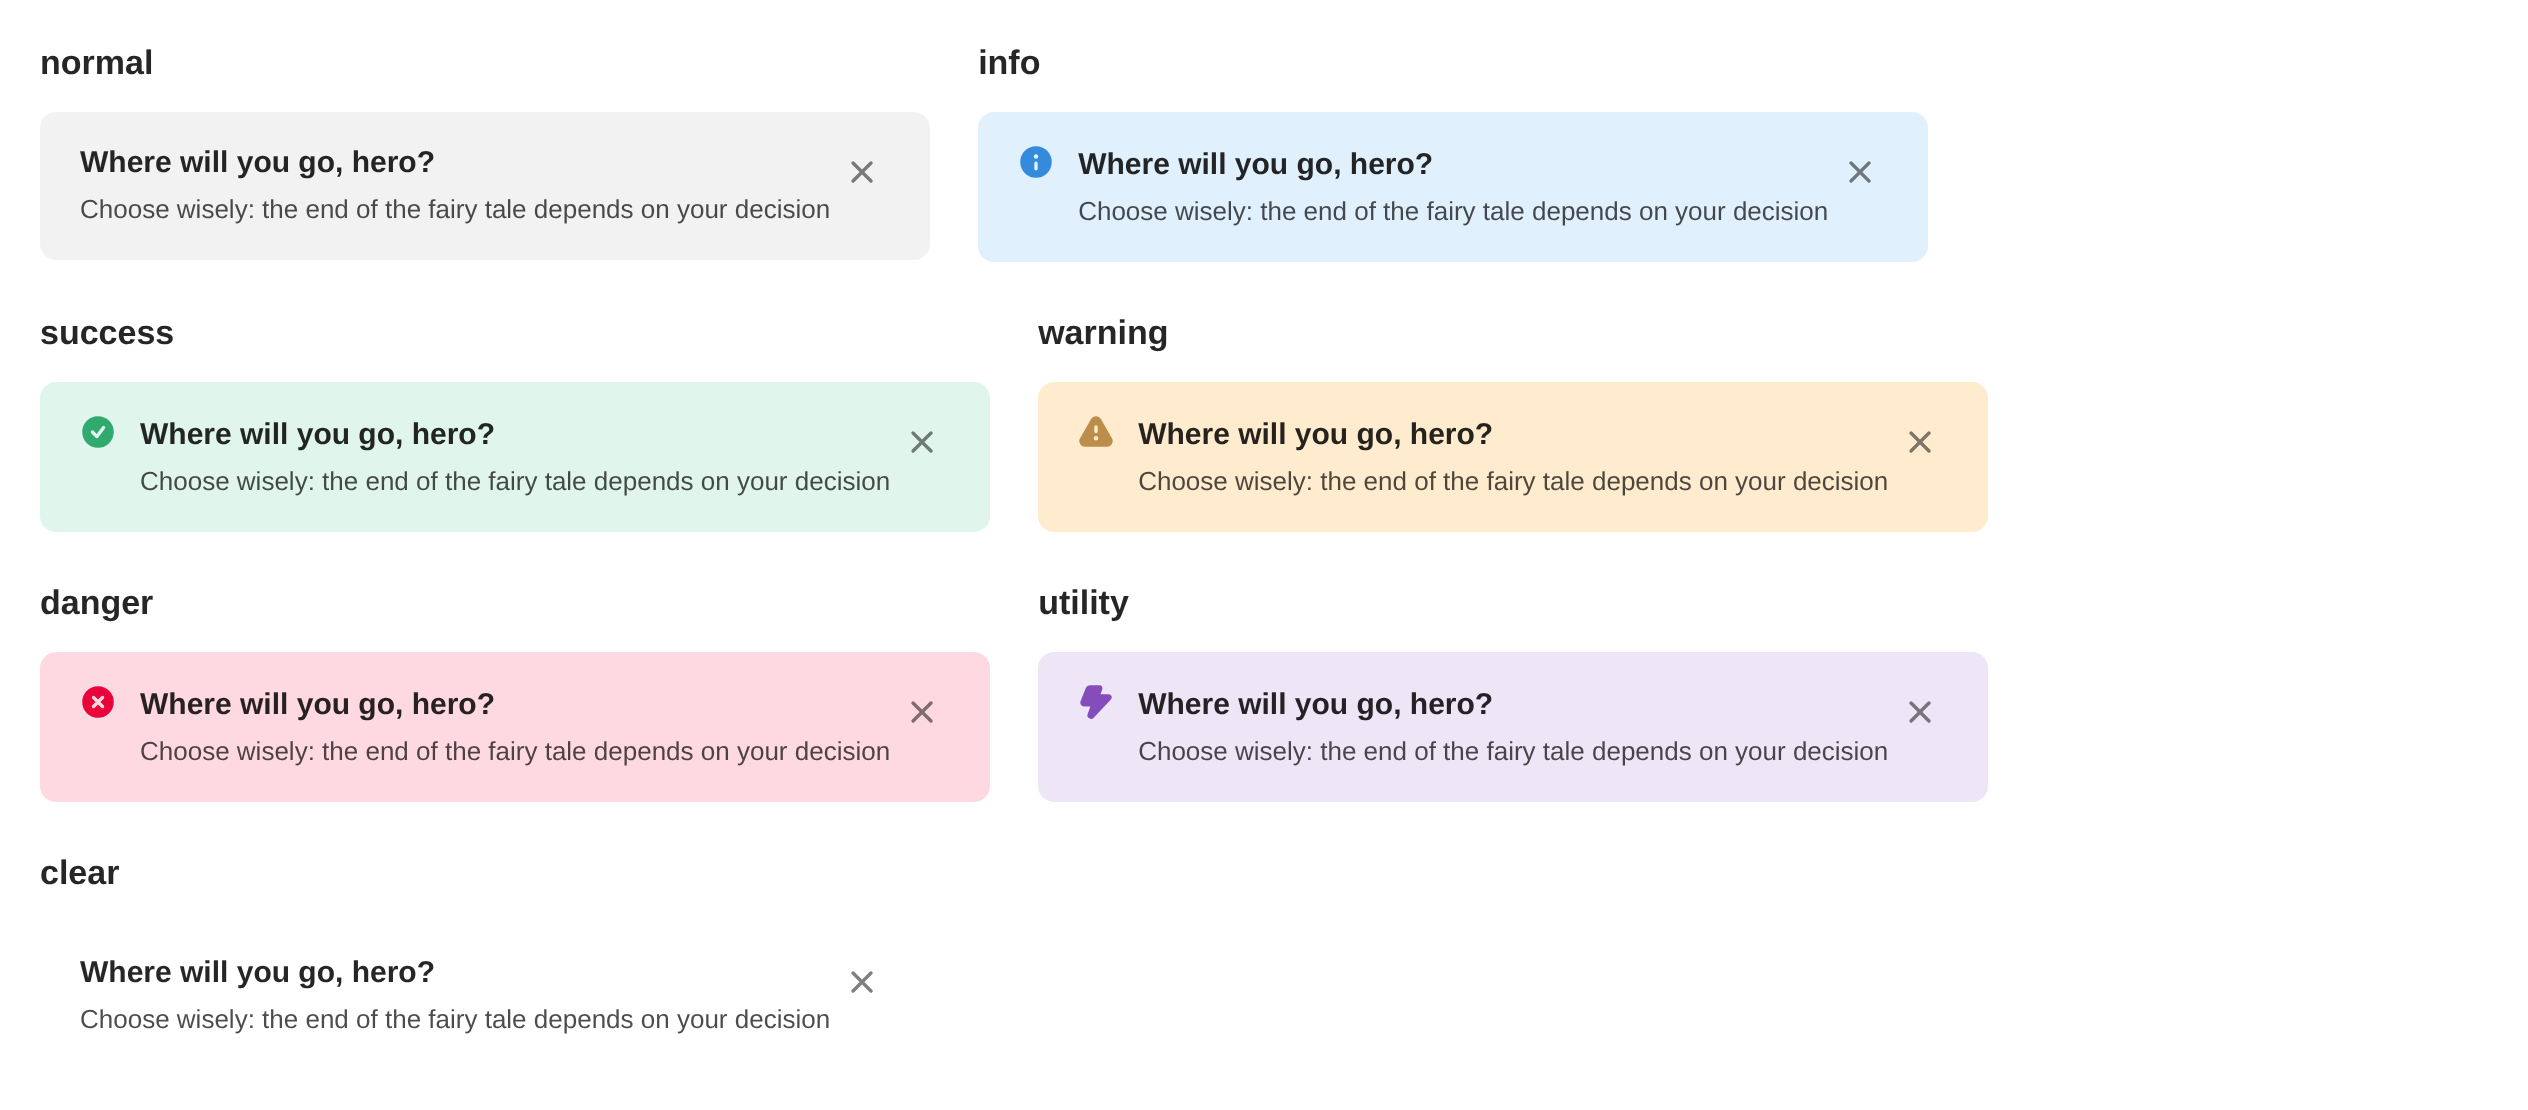 normal
Where will you go, hero?
Choose wisely: the end of the fairy tale depends on your decision
info
Where will you go, hero?
Choose wisely: the end of the fairy tale depends on your decision
success
Where will you go, hero?
Choose wisely: the end of the fairy tale depends on your decision
warning
Where will you go, hero?
Choose wisely: the end of the fairy tale depends on your decision
danger
Where will you go, hero?
Choose wisely: the end of the fairy tale depends on your decision
utility
Where will you go, hero?
Choose wisely: the end of the fairy tale depends on your decision
clear
Where will you go, hero?
Choose wisely: the end of the fairy tale depends on your decision